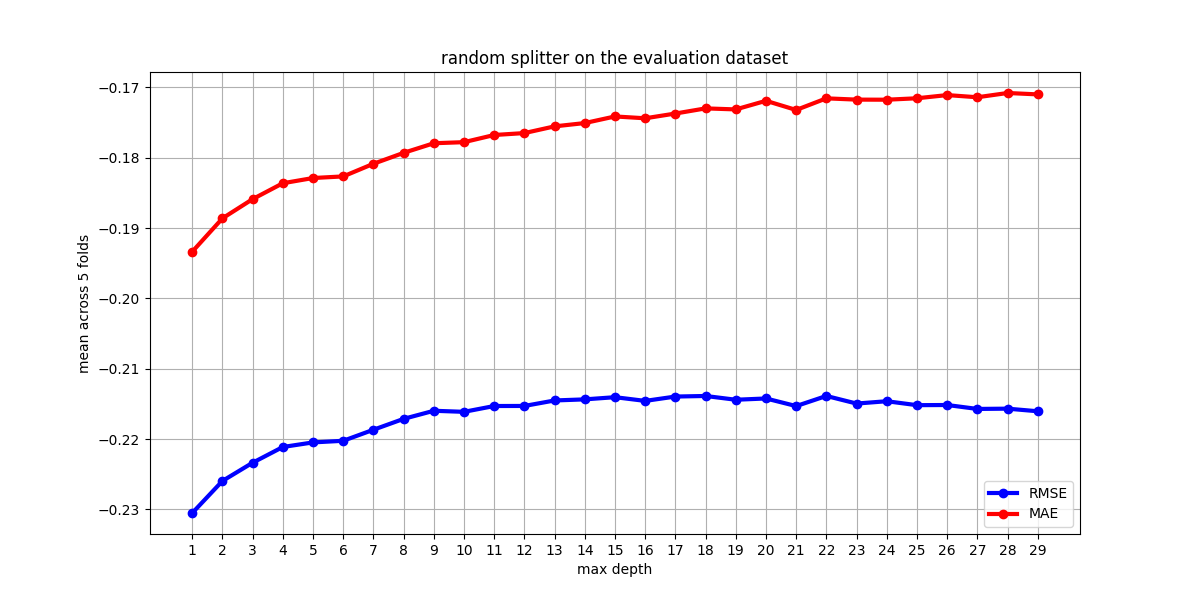 random splitter on the evaluation dataset
mean across 5 folds
−0.17
−0.18
−0.19
−0.20
−0.21
−0.22
−0.23
RMSE
MAE
1 2 3 4 5 6 7 8 9 10 11 12 13 14 15 16 17 18 19 20 21 22 23 24 25 26 27 28 29
max depth